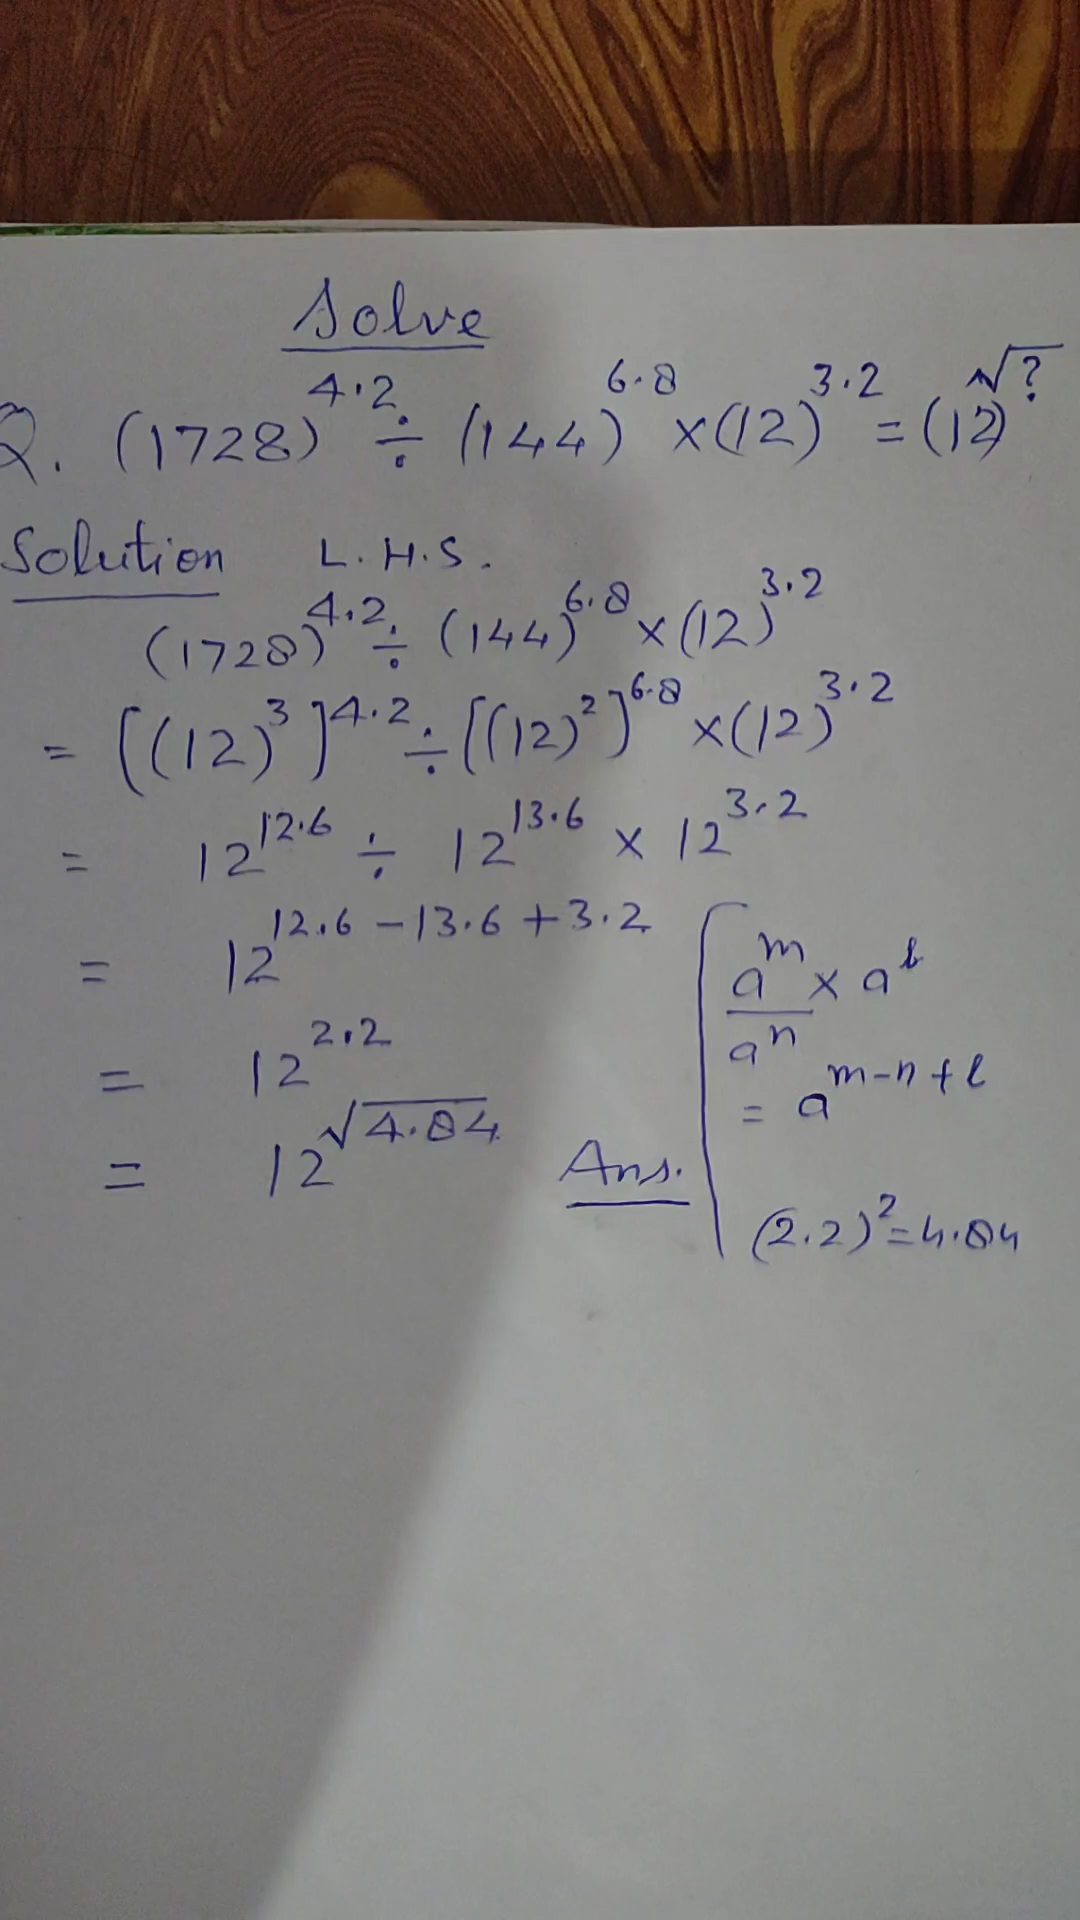 Solve
Q. (1728)^4.2 ÷ (144)^6.8 × (12)^3.2 = (12)^√?
Solution L.H.S.
(1728)^4.2 ÷ (144)^6.8 × (12)^3.2
= [(12)^3]^4.2 ÷ [(12)^2]^6.8 × (12)^3.2
= 12^12.6 ÷ 12^13.6 × 12^3.2
= 12^12.6 - 13.6 + 3.2
= 12^2.2
= 12^√4.84 Ans.
a^m/a^n × a^l
= a^m-n+l
(2.2)^2 = 4.84